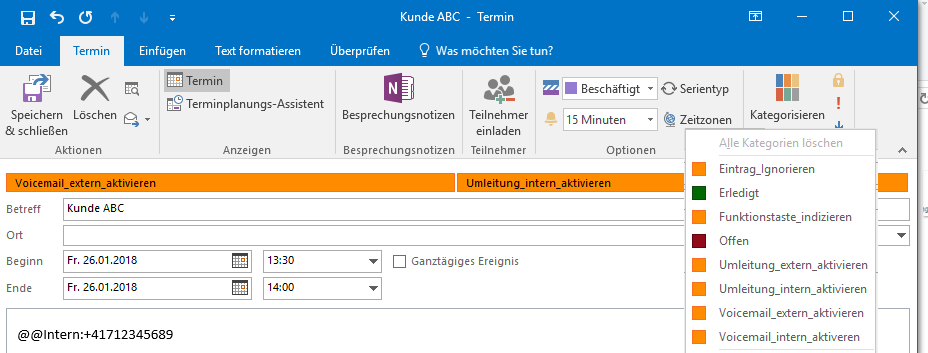 Kunde ABC - Termin
Datei Termin Einfügen Text formatieren Überprüfen Was möchten Sie tun?
Speichern & schließen
Löschen
Termin
Terminplanungs-Assistent
Besprechungsnotizen
Teilnehmer einladen
Beschäftigt
Serientyp
15 Minuten
Zeitzonen
Kategorisieren
Aktionen Anzeigen Besprechungsnotizen Teilnehmer Optionen
Alle Kategorien löschen
Eintrag_Ignorieren
Erledigt
Funktionstaste_indizieren
Offen
Umleitung_extern_aktivieren
Umleitung_intern_aktivieren
Voicemail_extern_aktivieren
Voicemail_intern_aktiveren
Voicemail_extern_aktivieren Umleitung_intern_aktivieren
Betreff Kunde ABC
Ort
Beginn Fr. 26.01.2018 13:30 Ganztägiges Ereignis
Ende Fr. 26.01.2018 14:00
@@Intern:+41712345689